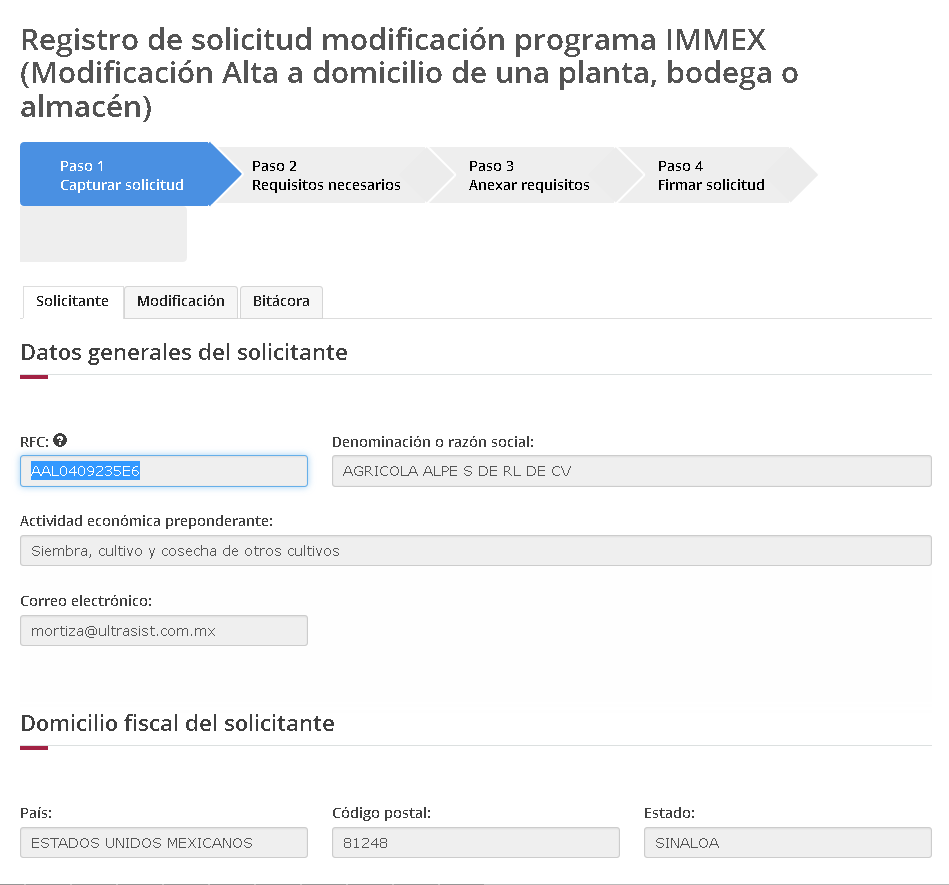 Registro de solicitud modificación programa IMMEX
(Modificación Alta a domicilio de una planta, bodega o
almacén)
Paso 1
Capturar solicitud
Paso 2
Requisitos necesarios
Paso 3
Anexar requisitos
Paso 4
Firmar solicitud
Solicitante
Modificación
Bitácora
Datos generales del solicitante
RFC:
Denominación o razón social:
AAL0409235E6
AGRICOLA ALPE S DE RL DE CV
Actividad económica preponderante:
Siembra, cultivo y cosecha de otros cultivos
Correo electrónico:
mortiza@ultrasist.com.mx
Domicilio fiscal del solicitante
País:
Código postal:
Estado:
ESTADOS UNIDOS MEXICANOS
81248
SINALOA